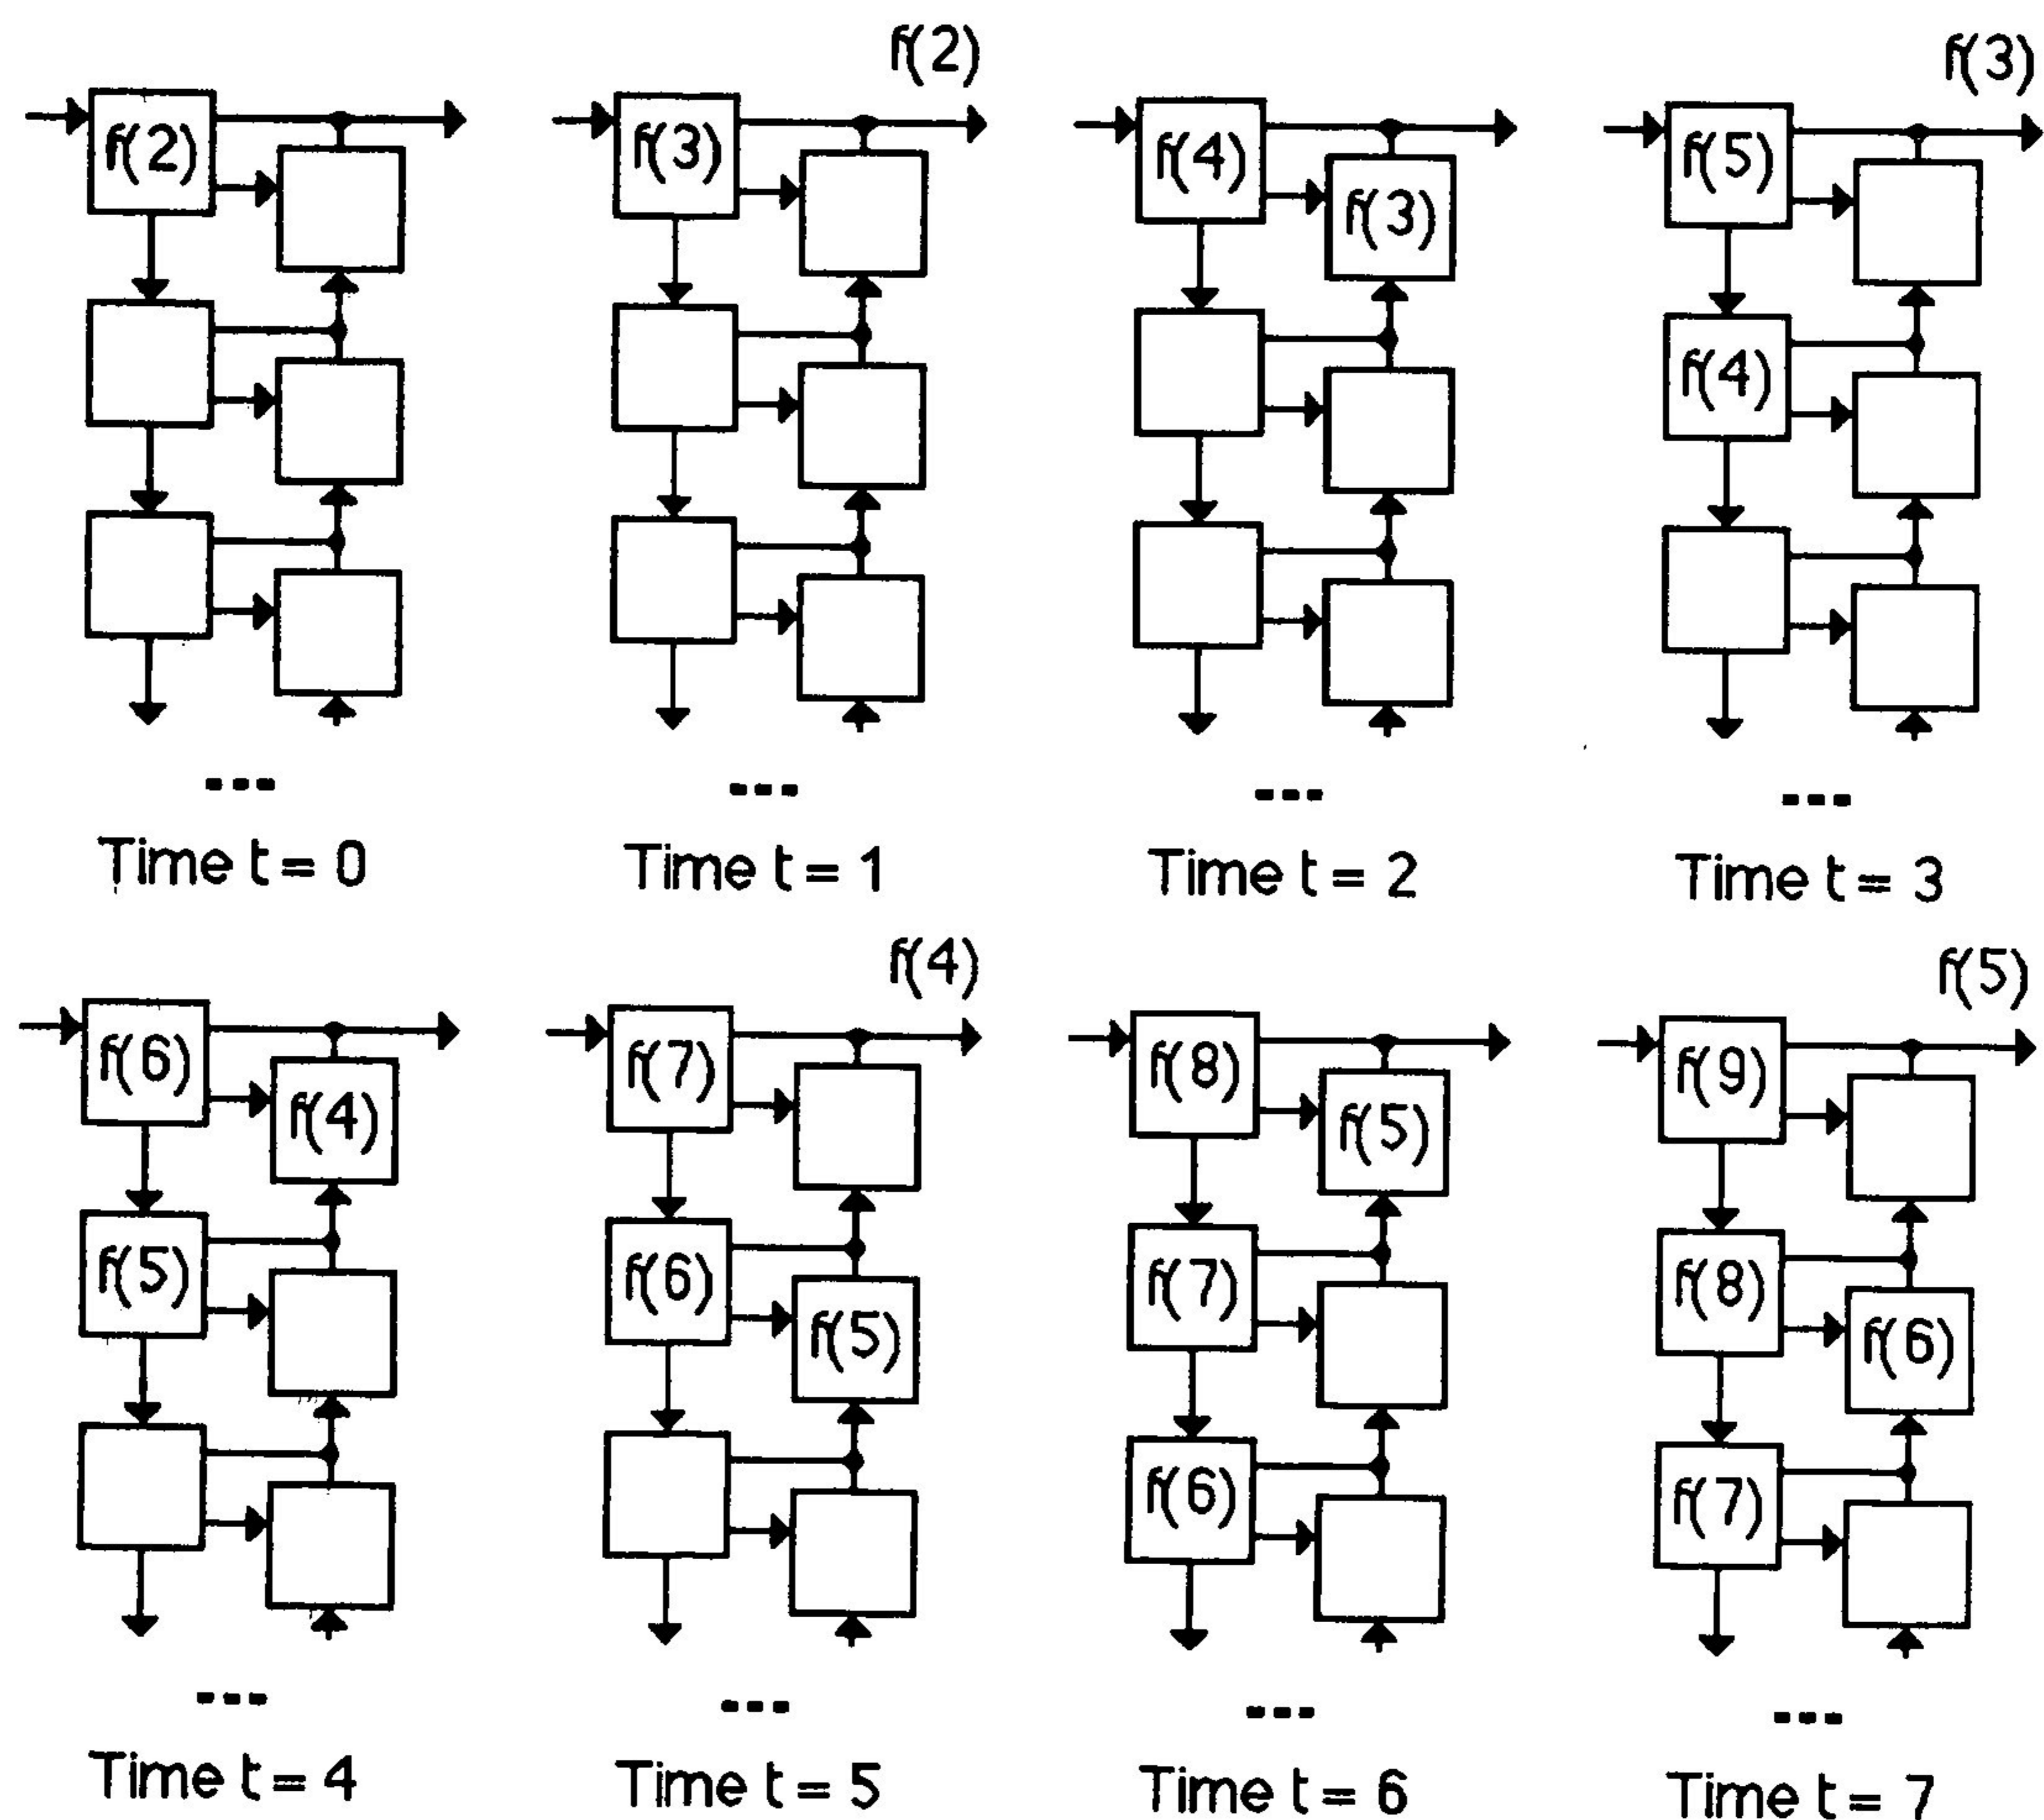 f(2) f(3)
f(2) f(3) f(4) f(5)
f(3)
f(4)
--- --- --- ---
Time t = 0 Time t = 1 Time t = 2 Time t = 3
f(4) f(5)
f(6) f(7) f(8) f(9)
f(4) f(5)
f(5) f(6) f(7) f(8)
f(5) f(6)
f(6) f(7)
--- --- --- ---
Time t = 4 Time t = 5 Time t = 6 Time t = 7